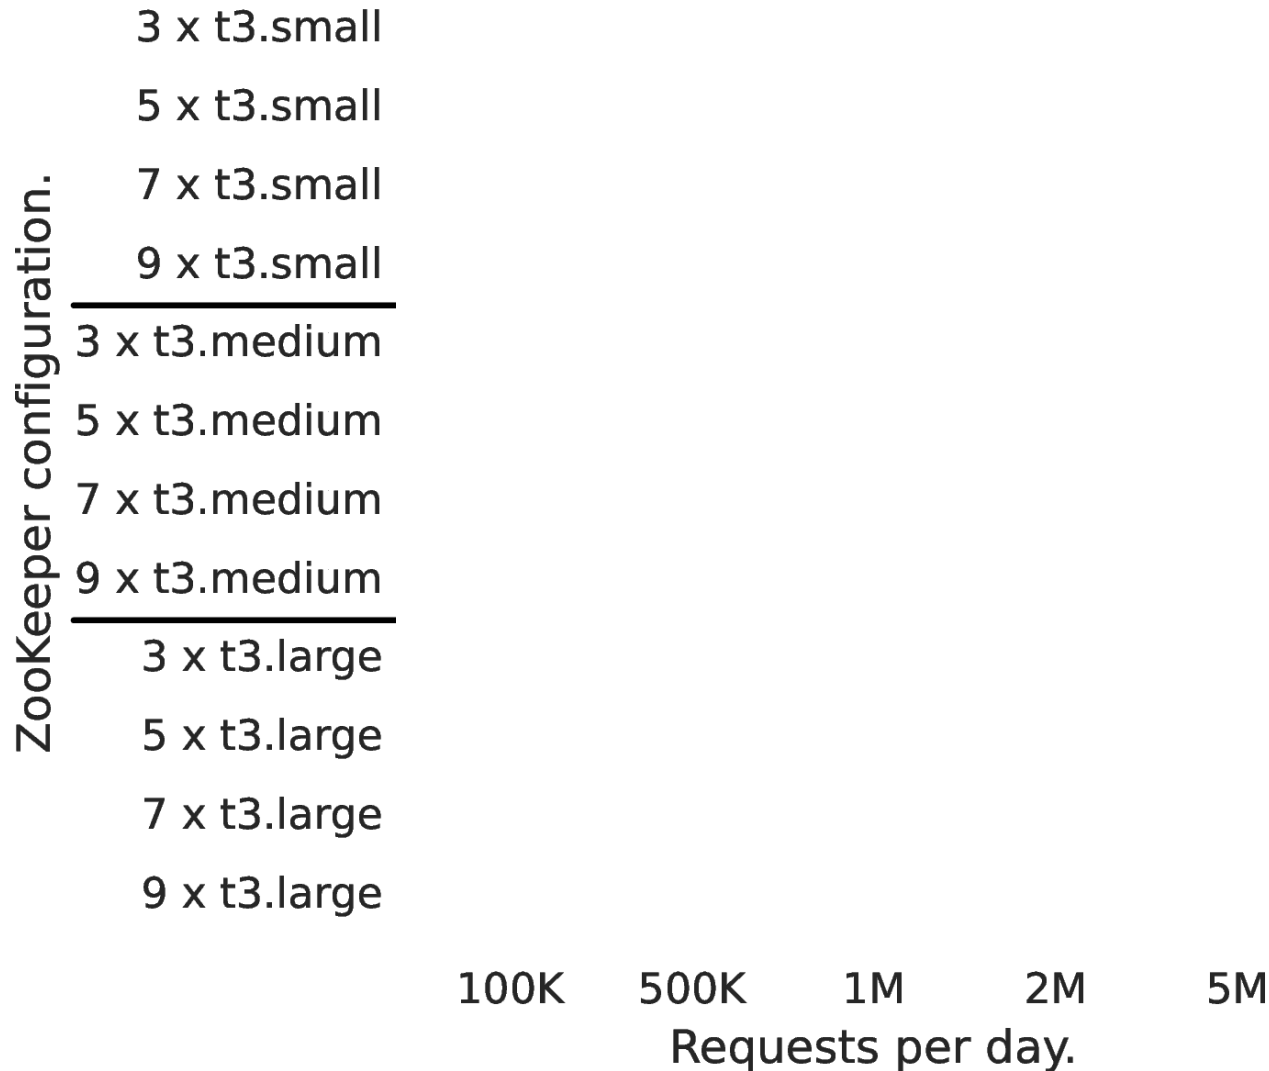 3 x t3.small
5 x t3.small
7 x t3.small
9 x t3.small
3 x t3.medium
5 x t3.medium
7 x t3.medium
9 x t3.medium
3 x t3.large
5 x t3.large
7 x t3.large
9 x t3.large
ZooKeeper configuration.
100K 500K 1M 2M 5M
Requests per day.